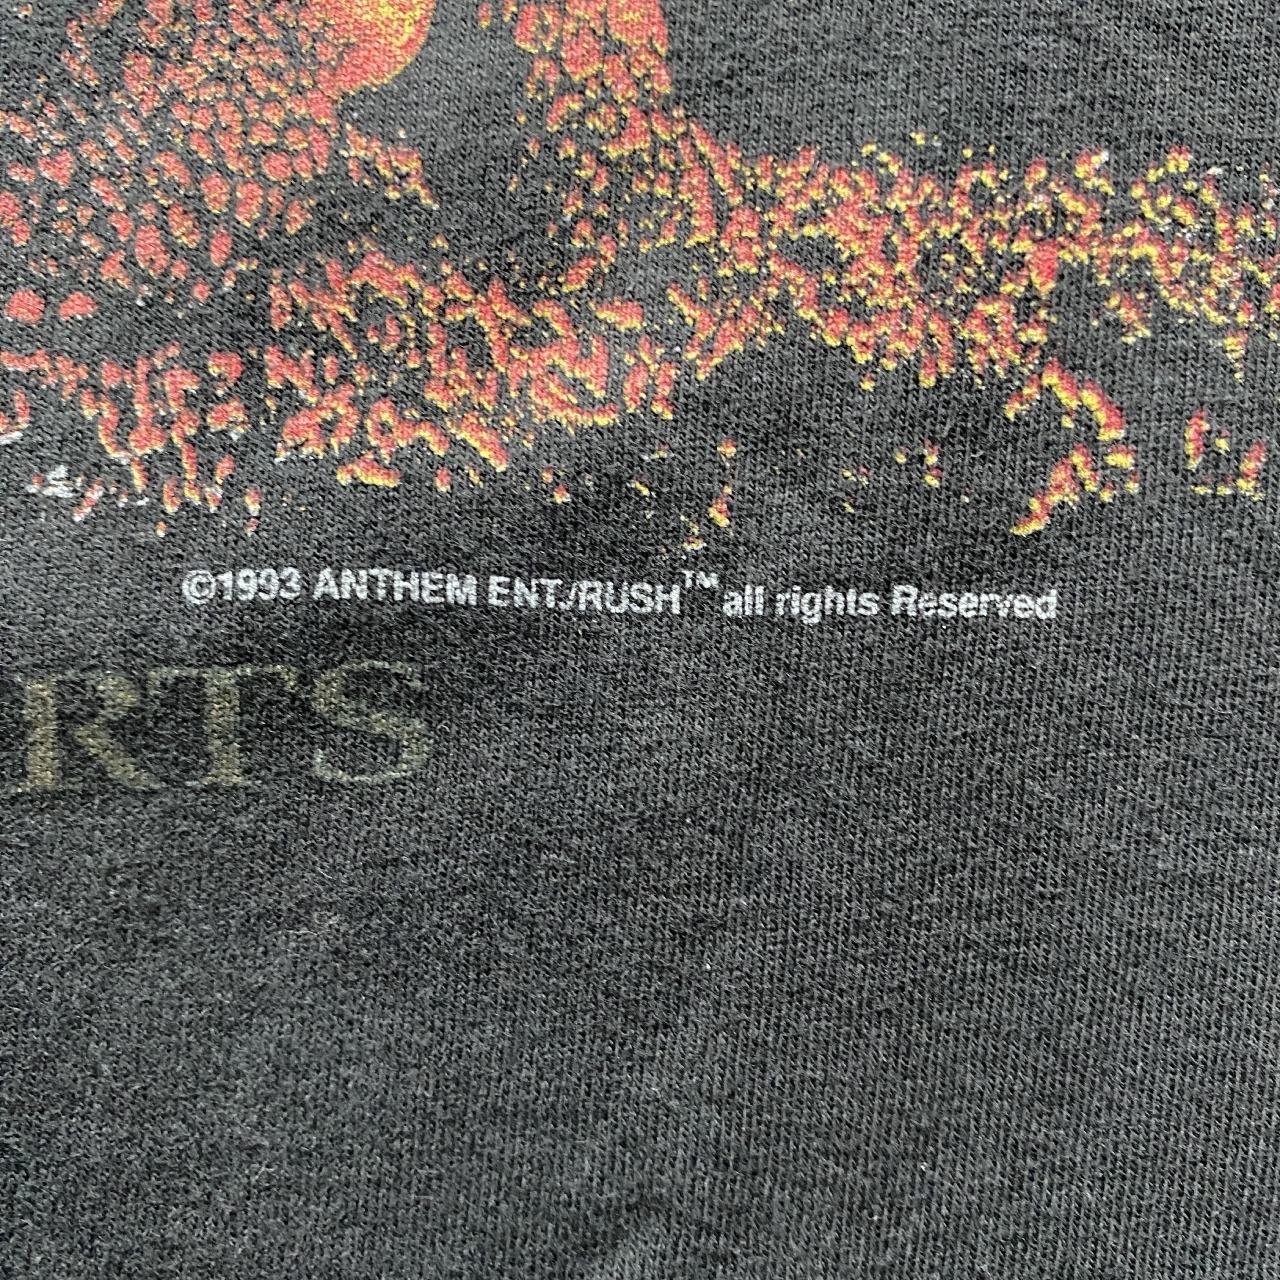 ©1993 ANTHEM ENT./RUSH™ all rights Reserved
RTS